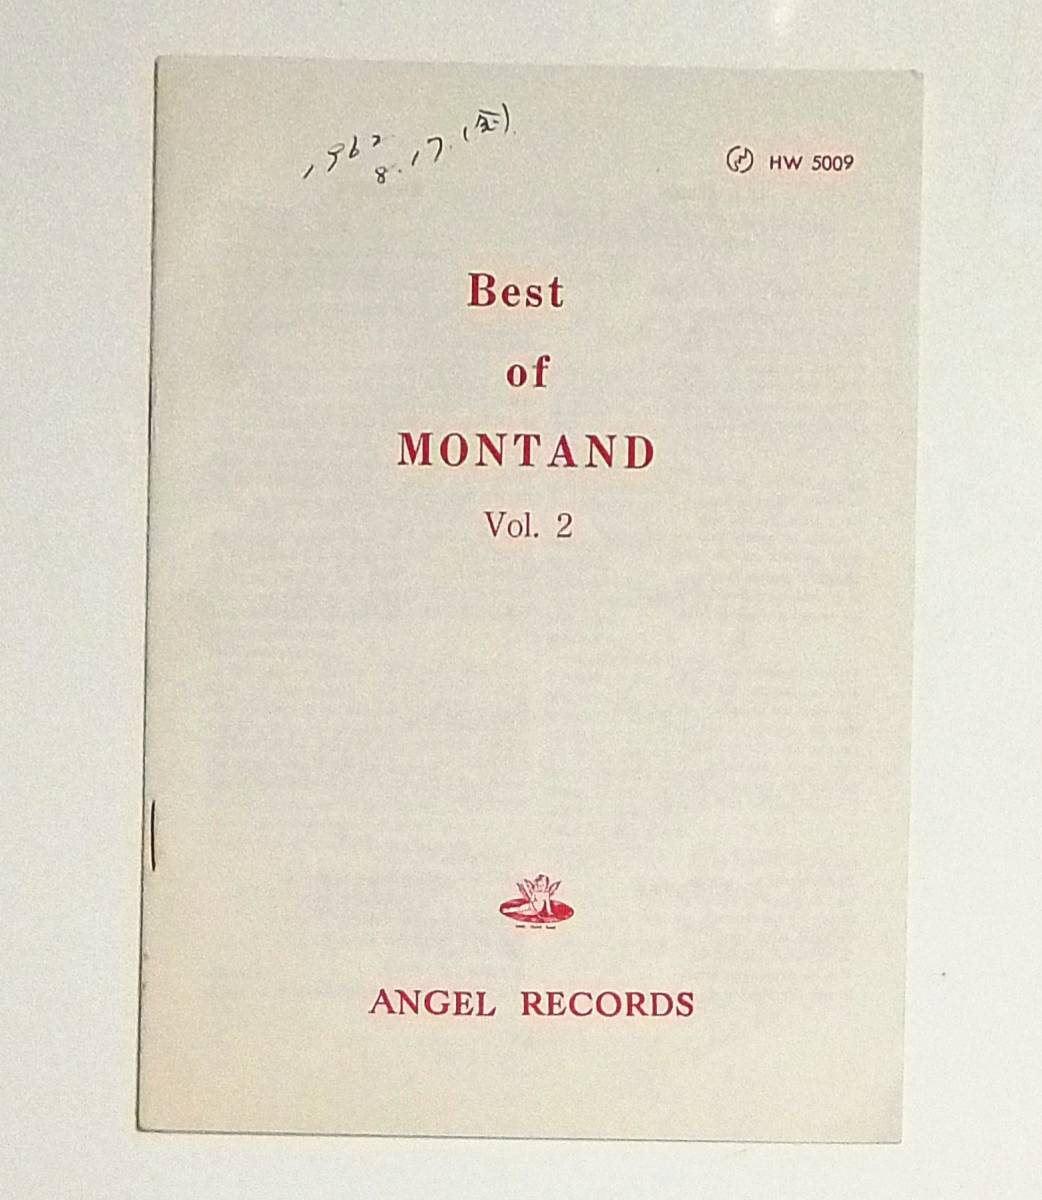 1962 8.17.(金)
HW 5009
Best
of
MONTAND
Vol. 2
ANGEL RECORDS